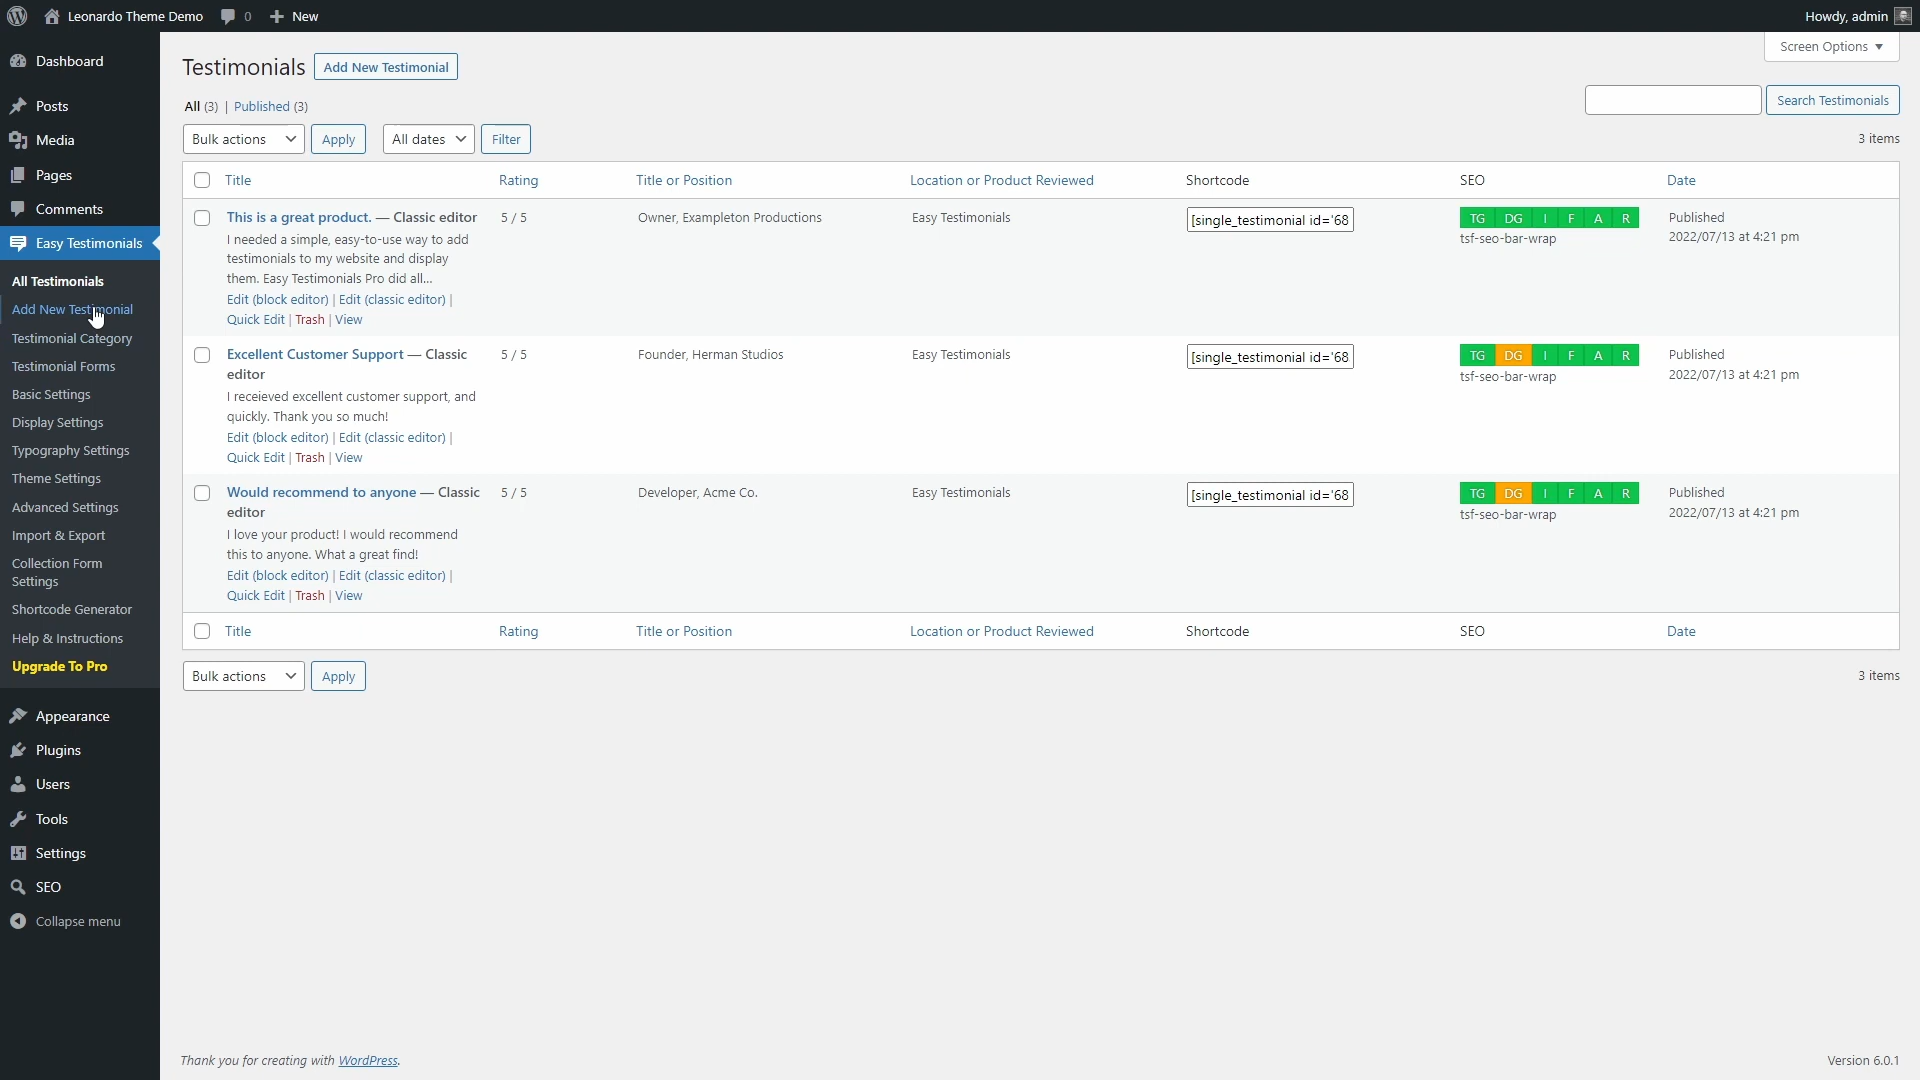 Leonardo Theme Demo 0 New Howdy, admin
Screen Options
Dashboard
Posts
Media
Pages
Comments
Easy Testimonials
All Testimonials
Add New Testimonial
Testimonial Category
Testimonial Forms
Basic Settings
Display Settings
Typography Settings
Theme Settings
Advanced Settings
Import & Export
Collection Form
Settings
Shortcode Generator
Help & Instructions
Upgrade To Pro
Appearance
Plugins
Users
Tools
Settings
SEO
Collapse menu
Testimonials Add New Testimonial
All (3) | Published (3)
Search Testimonials
Bulk actions Apply All dates Filter 3 items
Title Rating Title or Position Location or Product Reviewed Shortcode SEO Date
This is a great product. — Classic editor 5 / 5 Owner, Exampleton Productions Easy Testimonials [single_testimonial id='68 TG DG I F A R Published
tsf-seo-bar-wrap 2022/07/13 at 4:21 pm
I needed a simple, easy-to-use way to add
testimonials to my website and display
them. Easy Testimonials Pro did all...
Edit (block editor) | Edit (classic editor) |
Quick Edit | Trash | View
Excellent Customer Support — Classic 5 / 5 Founder, Herman Studios Easy Testimonials [single_testimonial id='68 TG DG I F A R Published
editor tsf-seo-bar-wrap 2022/07/13 at 4:21 pm
I receieved excellent customer support, and
quickly. Thank you so much!
Edit (block editor) | Edit (classic editor) |
Quick Edit | Trash | View
Would recommend to anyone — Classic 5 / 5 Developer, Acme Co. Easy Testimonials [single_testimonial id='68 TG DG I F A R Published
editor tsf-seo-bar-wrap 2022/07/13 at 4:21 pm
I love your product! I would recommend
this to anyone. What a great find!
Edit (block editor) | Edit (classic editor) |
Quick Edit | Trash | View
Title Rating Title or Position Location or Product Reviewed Shortcode SEO Date
Bulk actions Apply 3 items
Thank you for creating with WordPress. Version 6.0.1